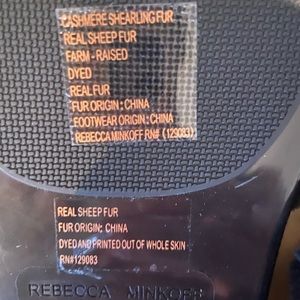 CASHMERE SHEARLING FUR
REAL SHEEP FUR
FARM - RAISED
DYED
REAL FUR
FUR ORIGIN: CHINA
FOOTWEAR ORIGIN: CHINA
REBECCA MINKOFF RN# (129083)
REAL SHEEP FUR
FUR ORIGIN: CHINA
DYED AND PRINTED OUT OF WHOLE SKIN
RN#129083
REBECCA MINKOFF